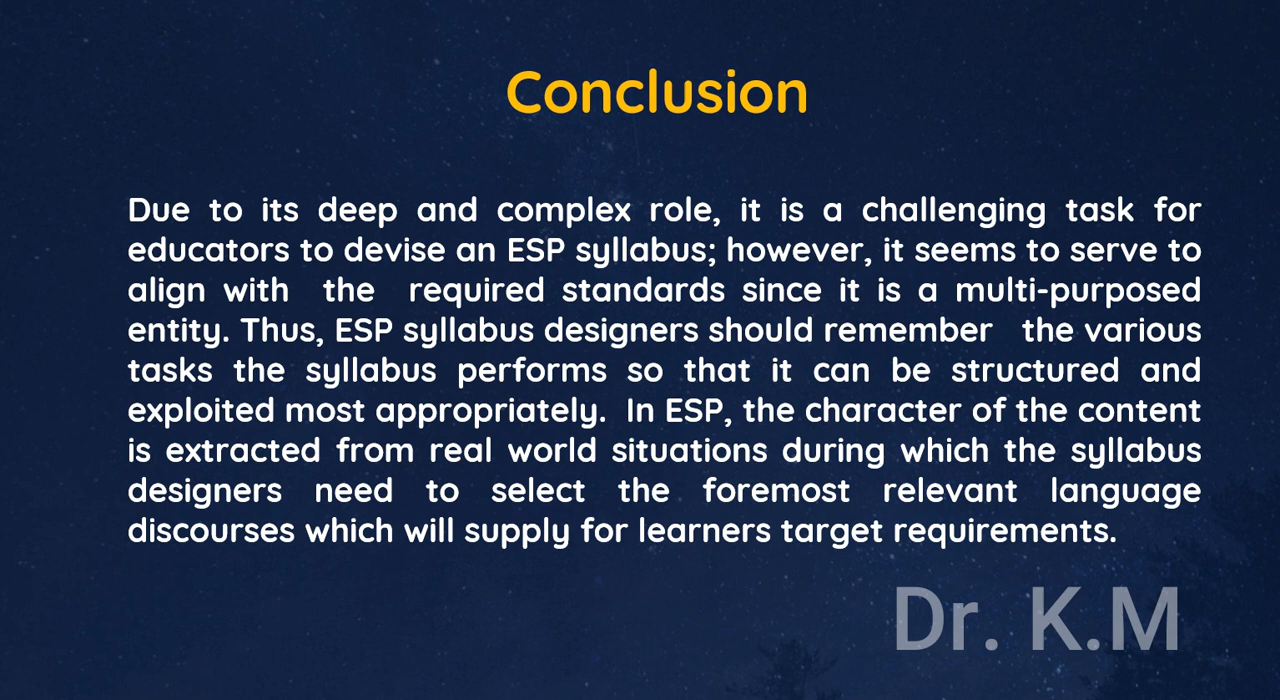 Conclusion
Due to its deep and complex role, it is a challenging task for
educators to devise an ESP syllabus; however, it seems to serve to
align with the required standards since it is a multi-purposed
entity. Thus, ESP syllabus designers should remember the various
tasks the syllabus performs so that it can be structured and
exploited most appropriately. In ESP, the character of the content
is extracted from real world situations during which the syllabus
designers need to select the foremost relevant language
discourses which will supply for learners target requirements.
Dr. K.M